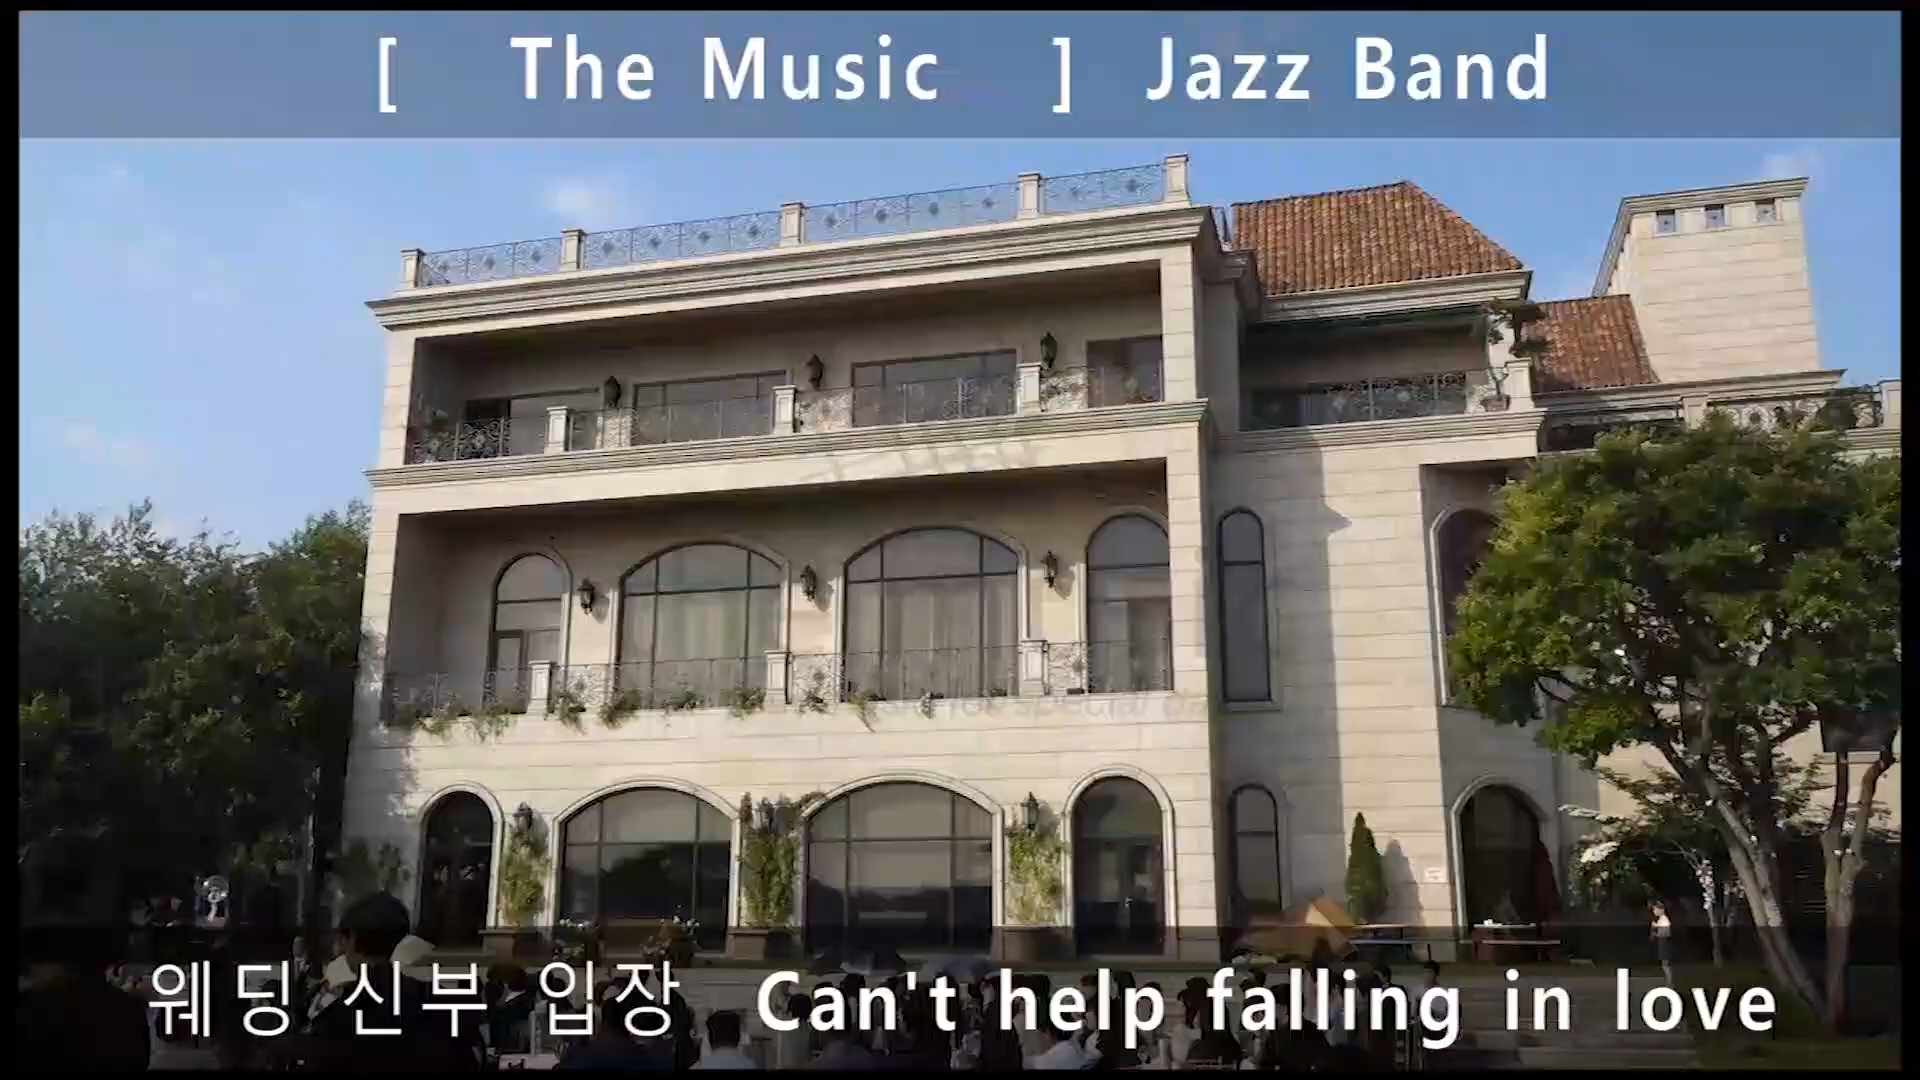 [ The Music ] Jazz Band
웨딩 신부 입장 Can't help falling in love